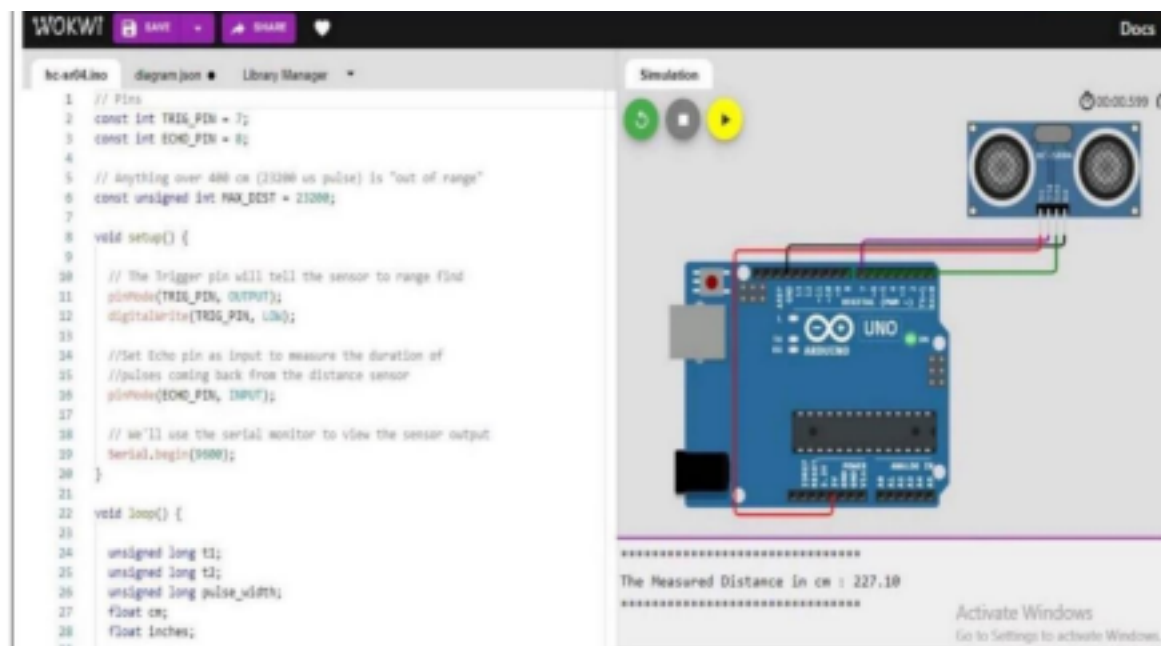 WOKWI SAVE SHARE Docs
hc-sr04.ino diagram.json Library Manager
1 // Pins
2 const int TRIG_PIN = 7;
3 const int ECHO_PIN = 8;
4
5 // Anything over 400 cm (23200 us pulse) is "out of range"
6 const unsigned int MAX_DIST = 23200;
7
8 void setup() {
9
10 // The Trigger pin will tell the sensor to range find
11 pinMode(TRIG_PIN, OUTPUT);
12 digitalWrite(TRIG_PIN, LOW);
13
14 //Set Echo pin as input to measure the duration of
15 //pulses coming back from the distance sensor
16 pinMode(ECHO_PIN, INPUT);
17
18 // We'll use the serial monitor to view the sensor output
19 Serial.begin(9600);
20 }
21
22 void loop() {
23
24 unsigned long t1;
25 unsigned long t2;
26 unsigned long pulse_width;
27 float cm;
28 float inches;
Simulation
00:00.599
DIGITAL (PWM ~)
UNO
ARDUINO
POWER ANALOG IN
******************************
The Measured Distance in cm : 227.10
******************************
Activate Windows
Go to Settings to activate Windows.